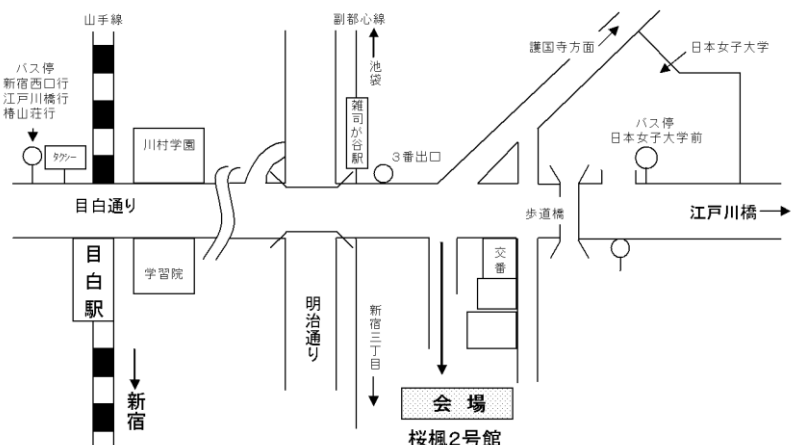 山手線
副都心線
護国寺方面
日本女子大学
バス停
新宿西口行
江戸川橋行
椿山荘行
池袋
雑司が谷駅
川村学園
タクシー
3番出口
バス停
日本女子大学前
目白通り
歩道橋
江戸川橋
目白駅
学習院
交番
明治通り
新宿三丁目
新宿
会場
桜楓2号館